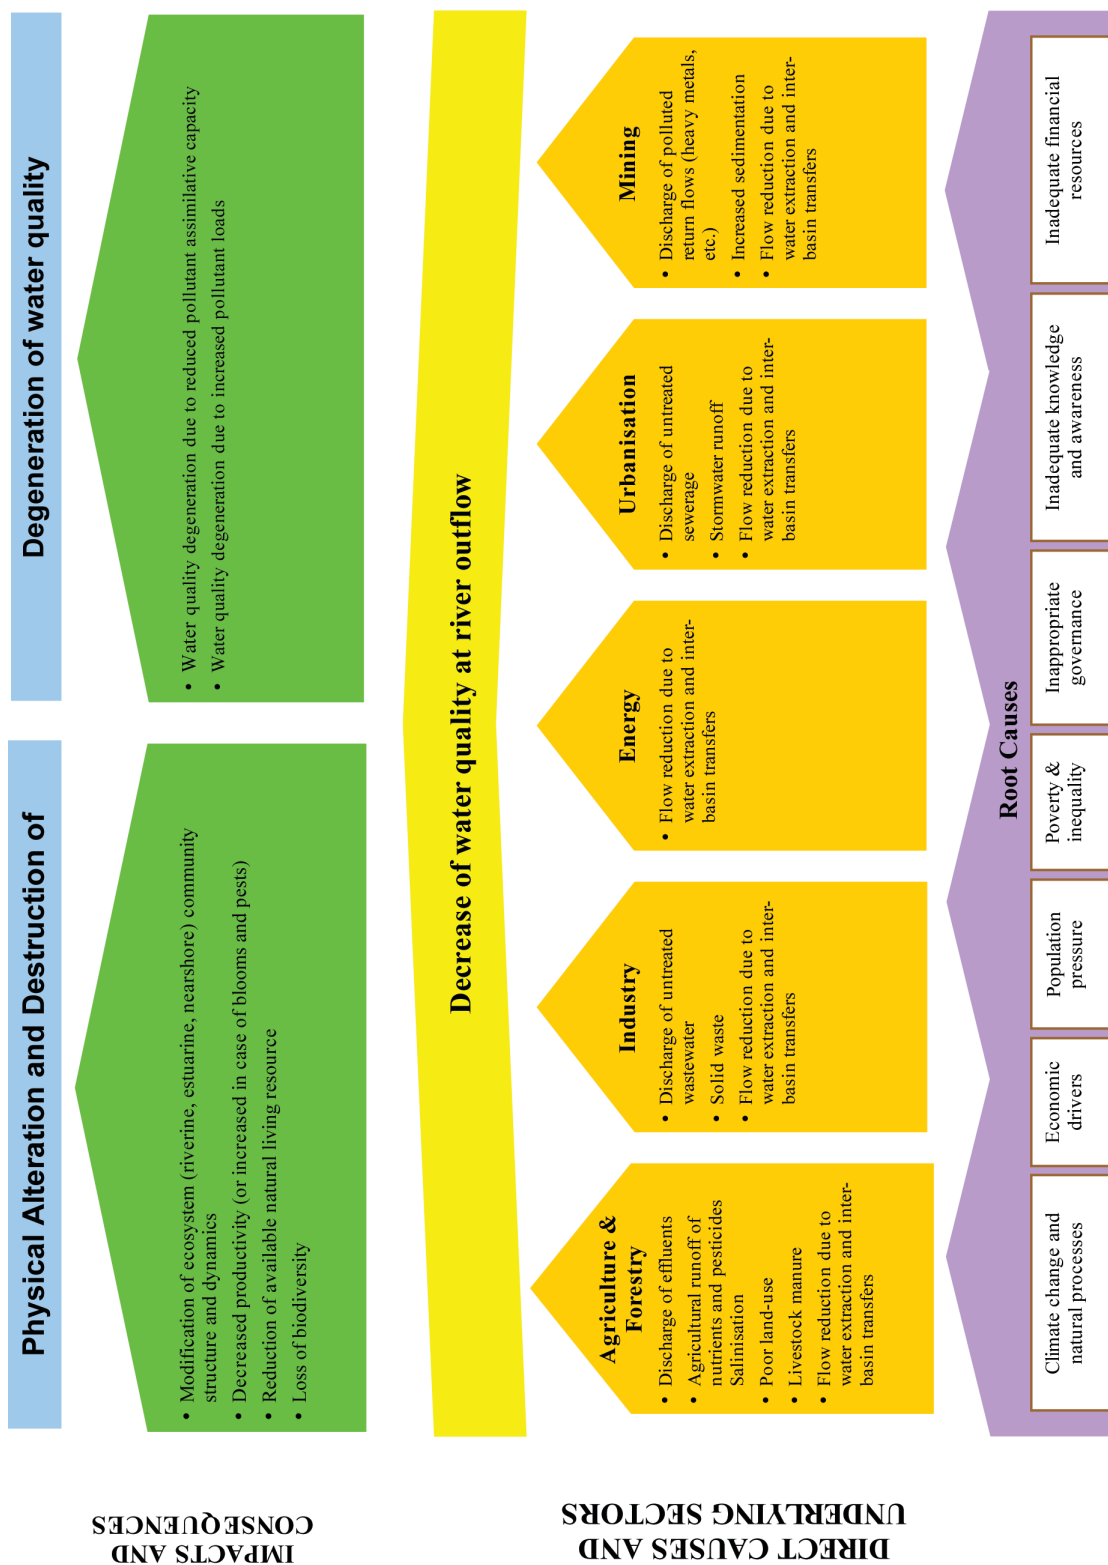 Physical Alteration and Destruction of
Degeneration of water quality
IMPACTS AND
CONSEQUENCES
• Modification of ecosystem (riverine, estuarine, nearshore) community
structure and dynamics
• Decreased productivity (or increased in case of blooms and pests)
• Reduction of available natural living resource
• Loss of biodiversity
• Water quality degeneration due to reduced pollutant assimilative capacity
• Water quality degeneration due to increased pollutant loads
Decrease of water quality at river outflow
DIRECT CAUSES AND
UNDERLYING SECTORS
Agriculture &
Forestry
• Discharge of effluents
• Agricultural runoff of
nutrients and pesticides
Salinisation
• Poor land-use
• Livestock manure
• Flow reduction due to
water extraction and inter-
basin transfers
Industry
• Discharge of untreated
wastewater
• Solid waste
• Flow reduction due to
water extraction and inter-
basin transfers
Energy
• Flow reduction due to
water extraction and inter-
basin transfers
Urbanisation
• Discharge of untreated
sewerage
• Stormwater runoff
• Flow reduction due to
water extraction and inter-
basin transfers
Mining
• Discharge of polluted
return flows (heavy metals,
etc.)
• Increased sedimentation
• Flow reduction due to
water extraction and inter-
basin transfers
Root Causes
Climate change and
natural processes
Economic
drivers
Population
pressure
Poverty &
inequality
Inappropriate
governance
Inadequate knowledge
and awareness
Inadequate financial
resources